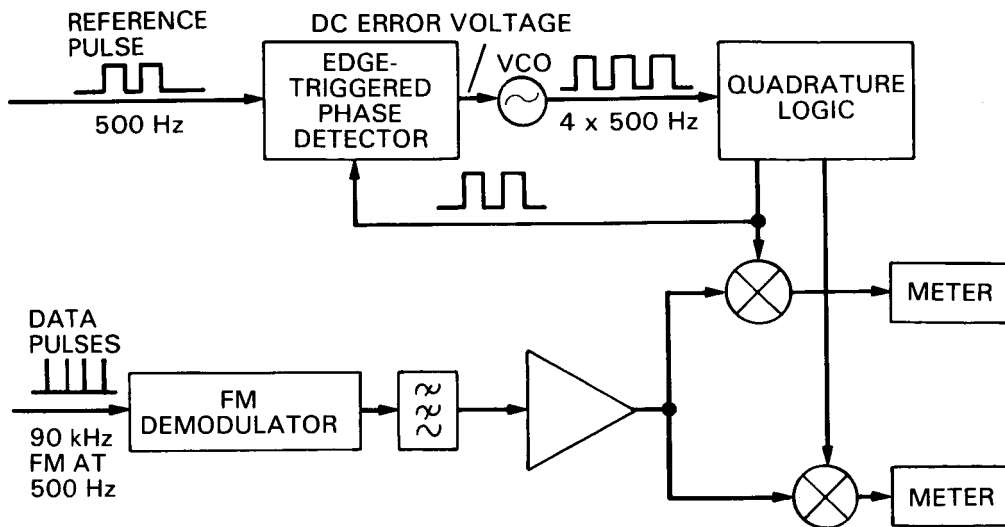 REFERENCE
PULSE
500 Hz
EDGE-
TRIGGERED
PHASE
DETECTOR
DC ERROR VOLTAGE
VCO
4 x 500 Hz
QUADRATURE
LOGIC
METER
DATA
PULSES
90 kHz
FM AT
500 Hz
FM
DEMODULATOR
METER